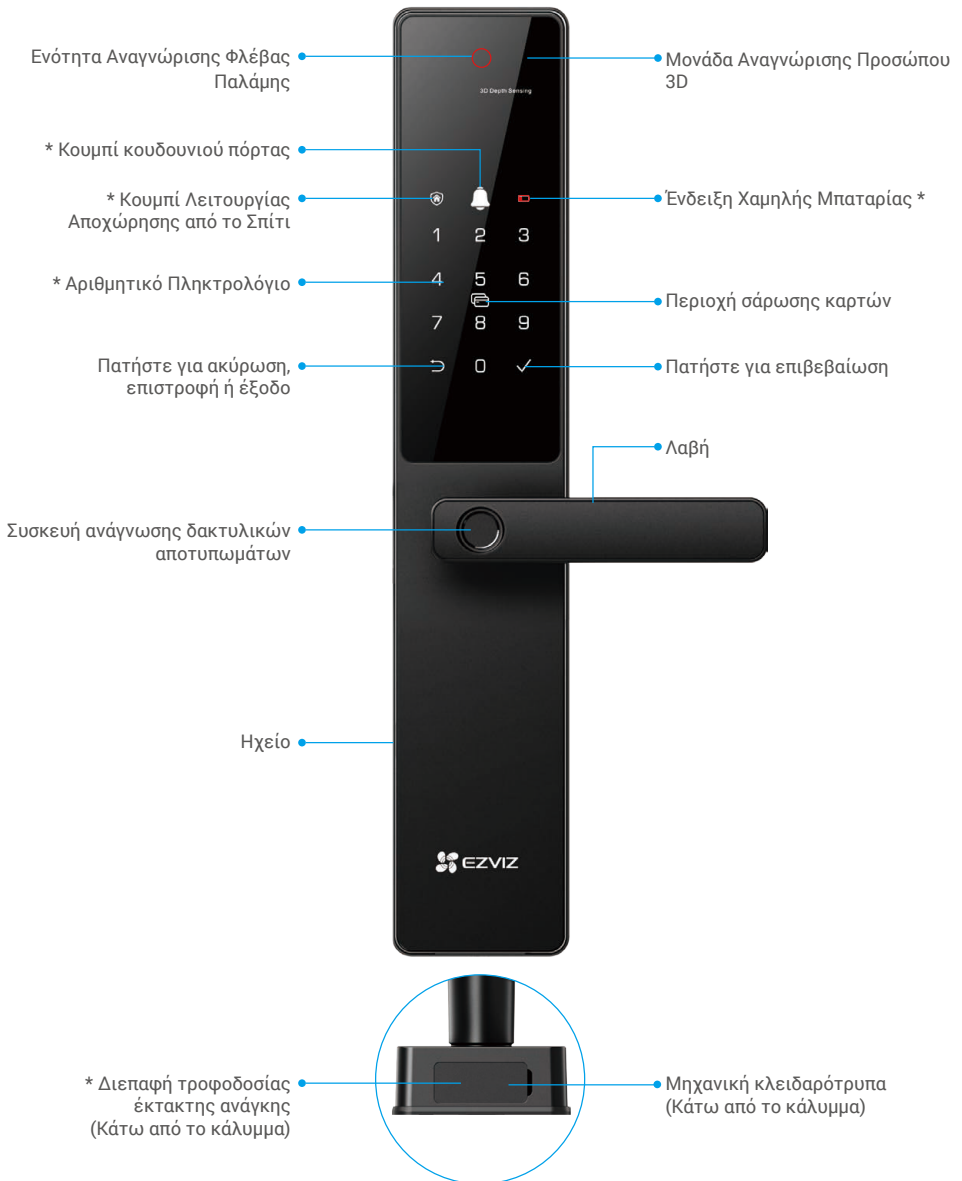 Ενότητα Αναγνώρισης Φλέβας
Παλάμης
Μονάδα Αναγνώρισης Προσώπου
3D
3D Depth Sensing
* Κουμπί κουδουνιού πόρτας
* Κουμπί Λειτουργίας
Αποχώρησης από το Σπίτι
Ένδειξη Χαμηλής Μπαταρίας *
1 2 3
* Αριθμητικό Πληκτρολόγιο
4 5 6
Περιοχή σάρωσης καρτών
7 8 9
Πατήστε για ακύρωση,
επιστροφή ή έξοδο
0
Πατήστε για επιβεβαίωση
Λαβή
Συσκευή ανάγνωσης δακτυλικών
αποτυπωμάτων
Ηχείο
EZVIZ
* Διεπαφή τροφοδοσίας
έκτακτης ανάγκης
(Κάτω από το κάλυμμα)
Μηχανική κλειδαρότρυπα
(Κάτω από το κάλυμμα)